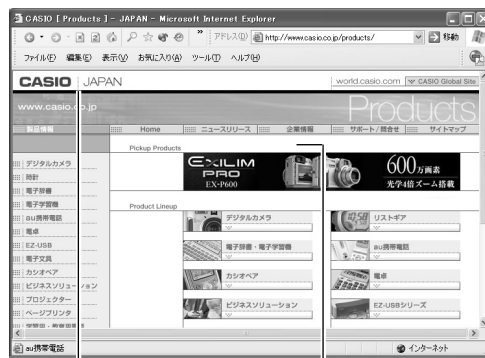 CASIO [ Products ] - JAPAN - Microsoft Internet Explorer
アドレス(D) http://www.casio.co.jp/products/ 移動
ファイル(F) 編集(E) 表示(V) お気に入り(A) ツール(T) ヘルプ(H)
CASIO JAPAN world.casio.com CASIO Global Site
www.casio.co.jp Products
製品情報 Home ニュースリリース 企業情報 サポート/問合せ サイトマップ
Pickup Products
EXILIM PRO EX-P600 600万画素 光学4倍ズーム搭載
Product Lineup
デジタルカメラ
時計
電子辞書
電子学習機
au携帯電話
電卓
EZ-USB
電子文具
カシオペア
ビジネスソリューション
プロジェクター
ページプリンタ
デジタルカメラ リストギア
電子辞書・電子学習機 au携帯電話
カシオペア 電卓
ビジネスソリューション EZ-USBシリーズ
au携帯電話 インターネット